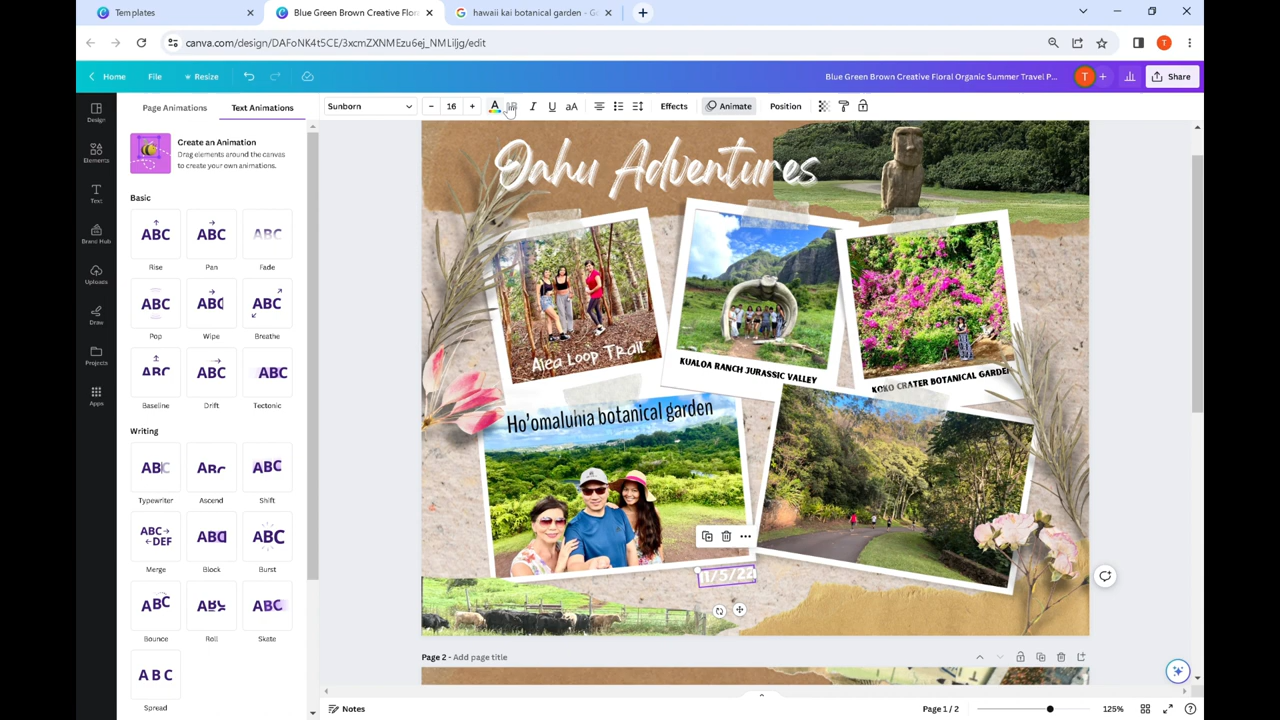 Templates
Blue Green Brown Creative Flor
hawaii kai botanical garden - G
canva.com/design/DAFoNK4t5CE/3xcmZXNMEzu6ej_NMLiljg/edit
T
Home
File
Resize
Blue Green Brown Creative Floral Organic Summer Travel P...
T
Share
Design
Elements
Text
Brand Hub
Uploads
Draw
Projects
Apps
Page Animations
Text Animations
Sunborn
16
A
aA
Effects
Animate
Position
Create an Animation
Drag elements around the canvas
to create your own animations.
Basic
ABC ABC ABC
Rise Pan Fade
ABC ABC ABC
Pop Wipe Breathe
ABC ABC ABC
Baseline Drift Tectonic
Writing
ABC ABC ABC
Typewriter Ascend Shift
ABC DEF ABC ABC
Merge Block Burst
ABC ABC ABC
Bounce Roll Skate
ABC
Spread
Oahu Adventures
Aiea Loop Trail
KUALOA RANCH JURASSIC VALLEY
KOKO CRATER BOTANICAL GARDEN
Ho'omaluhia botanical garden
11/5/22
Page 2 - Add page title
Notes
Page 1 / 2
125%